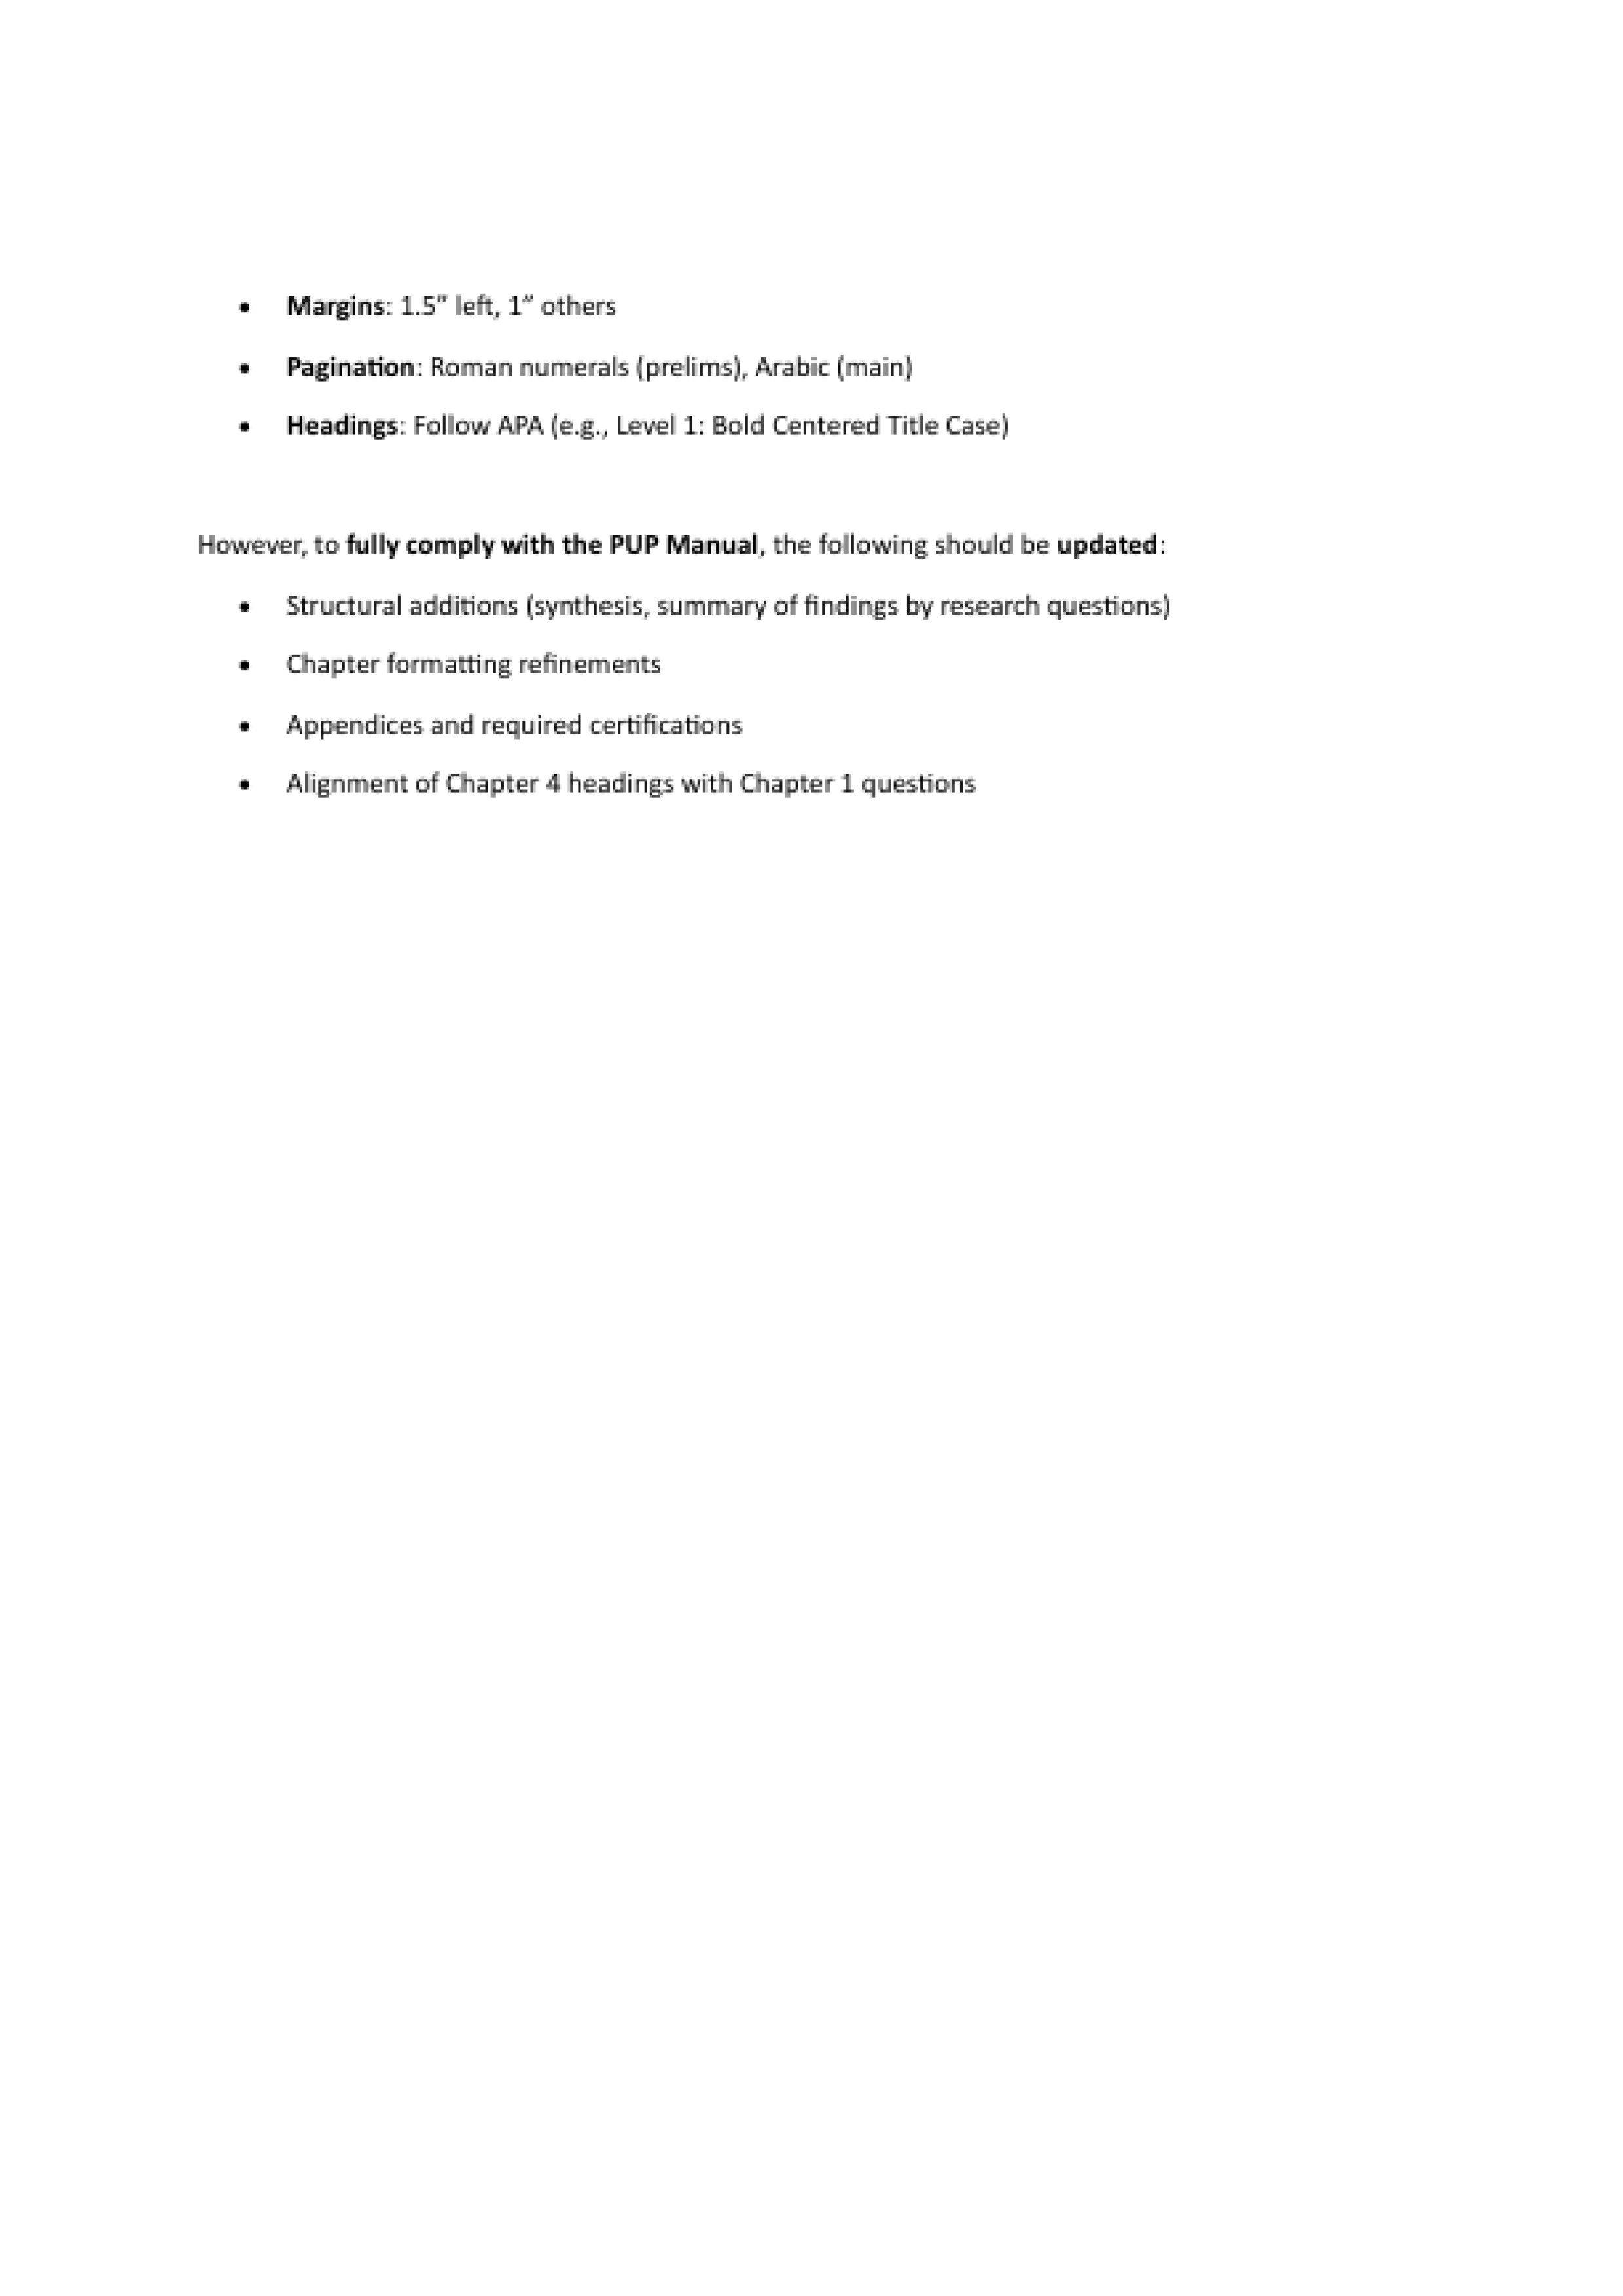 • Margins: 1.5” left, 1” others
• Pagination: Roman numerals (prelims), Arabic (main)
• Headings: Follow APA (e.g., Level 1: Bold Centered Title Case)
However, to fully comply with the PUP Manual, the following should be updated:
• Structural additions (synthesis, summary of findings by research questions)
• Chapter formatting refinements
• Appendices and required certifications
• Alignment of Chapter 4 headings with Chapter 1 questions